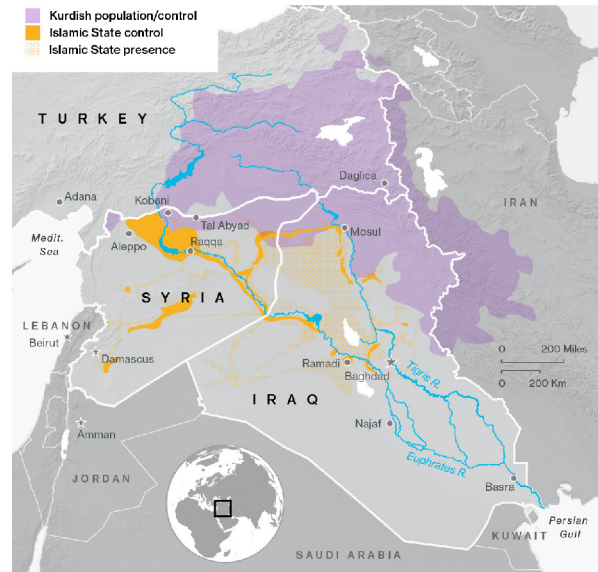 Kurdish population/control
Islamic State control
Islamic State presence
TURKEY
Daglica
Adana
Kobani
IRAN
Tal Abyad
Mosul
Medit.
Sea
Aleppo
Raqqa
SYRIA
LEBANON
Beirut
Damascus
0 200 Miles
0 200 Km
Ramadi
Baghdad
Tigris R.
IRAQ
Najaf
Amman
Euphrates R.
JORDAN
Basra
Persian
Gulf
KUWAIT
SAUDI ARABIA